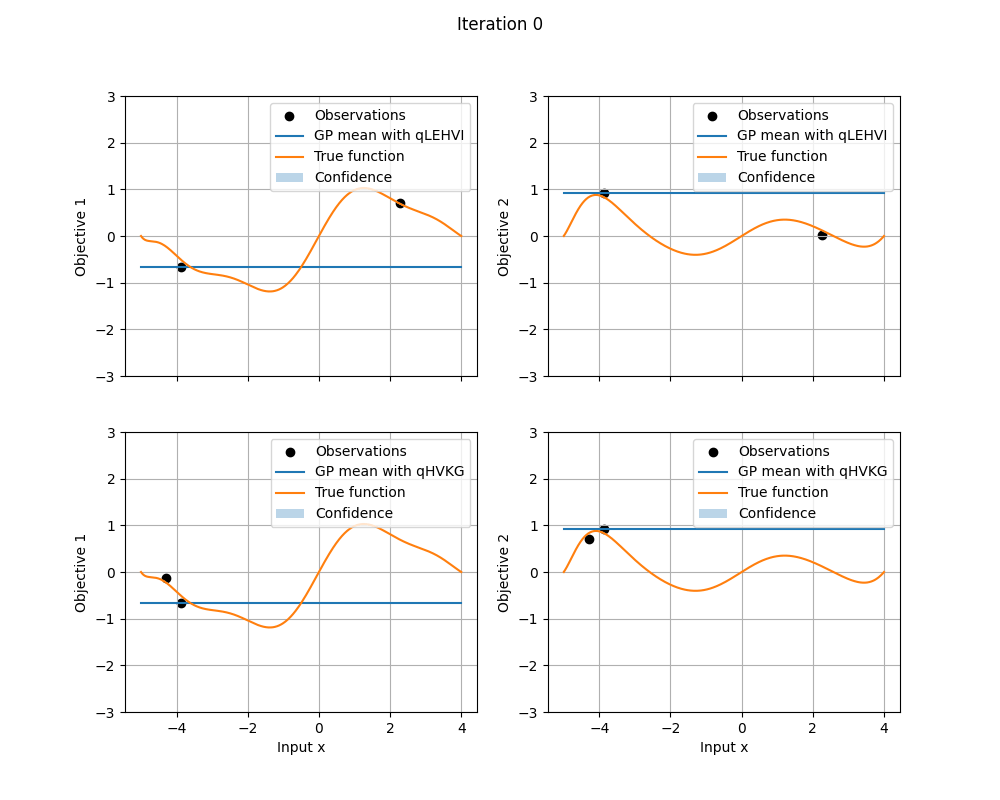 Iteration 0
3
2
1
0
−1
−2
−3
Objective 1
Observations
GP mean with qLEHVI
True function
Confidence
3
2
1
0
−1
−2
−3
Objective 2
Observations
GP mean with qLEHVI
True function
Confidence
3
2
1
0
−1
−2
−3
Objective 1
Observations
GP mean with qHVKG
True function
Confidence
−4
−2
0
2
4
Input x
3
2
1
0
−1
−2
−3
Objective 2
Observations
GP mean with qHVKG
True function
Confidence
−4
−2
0
2
4
Input x